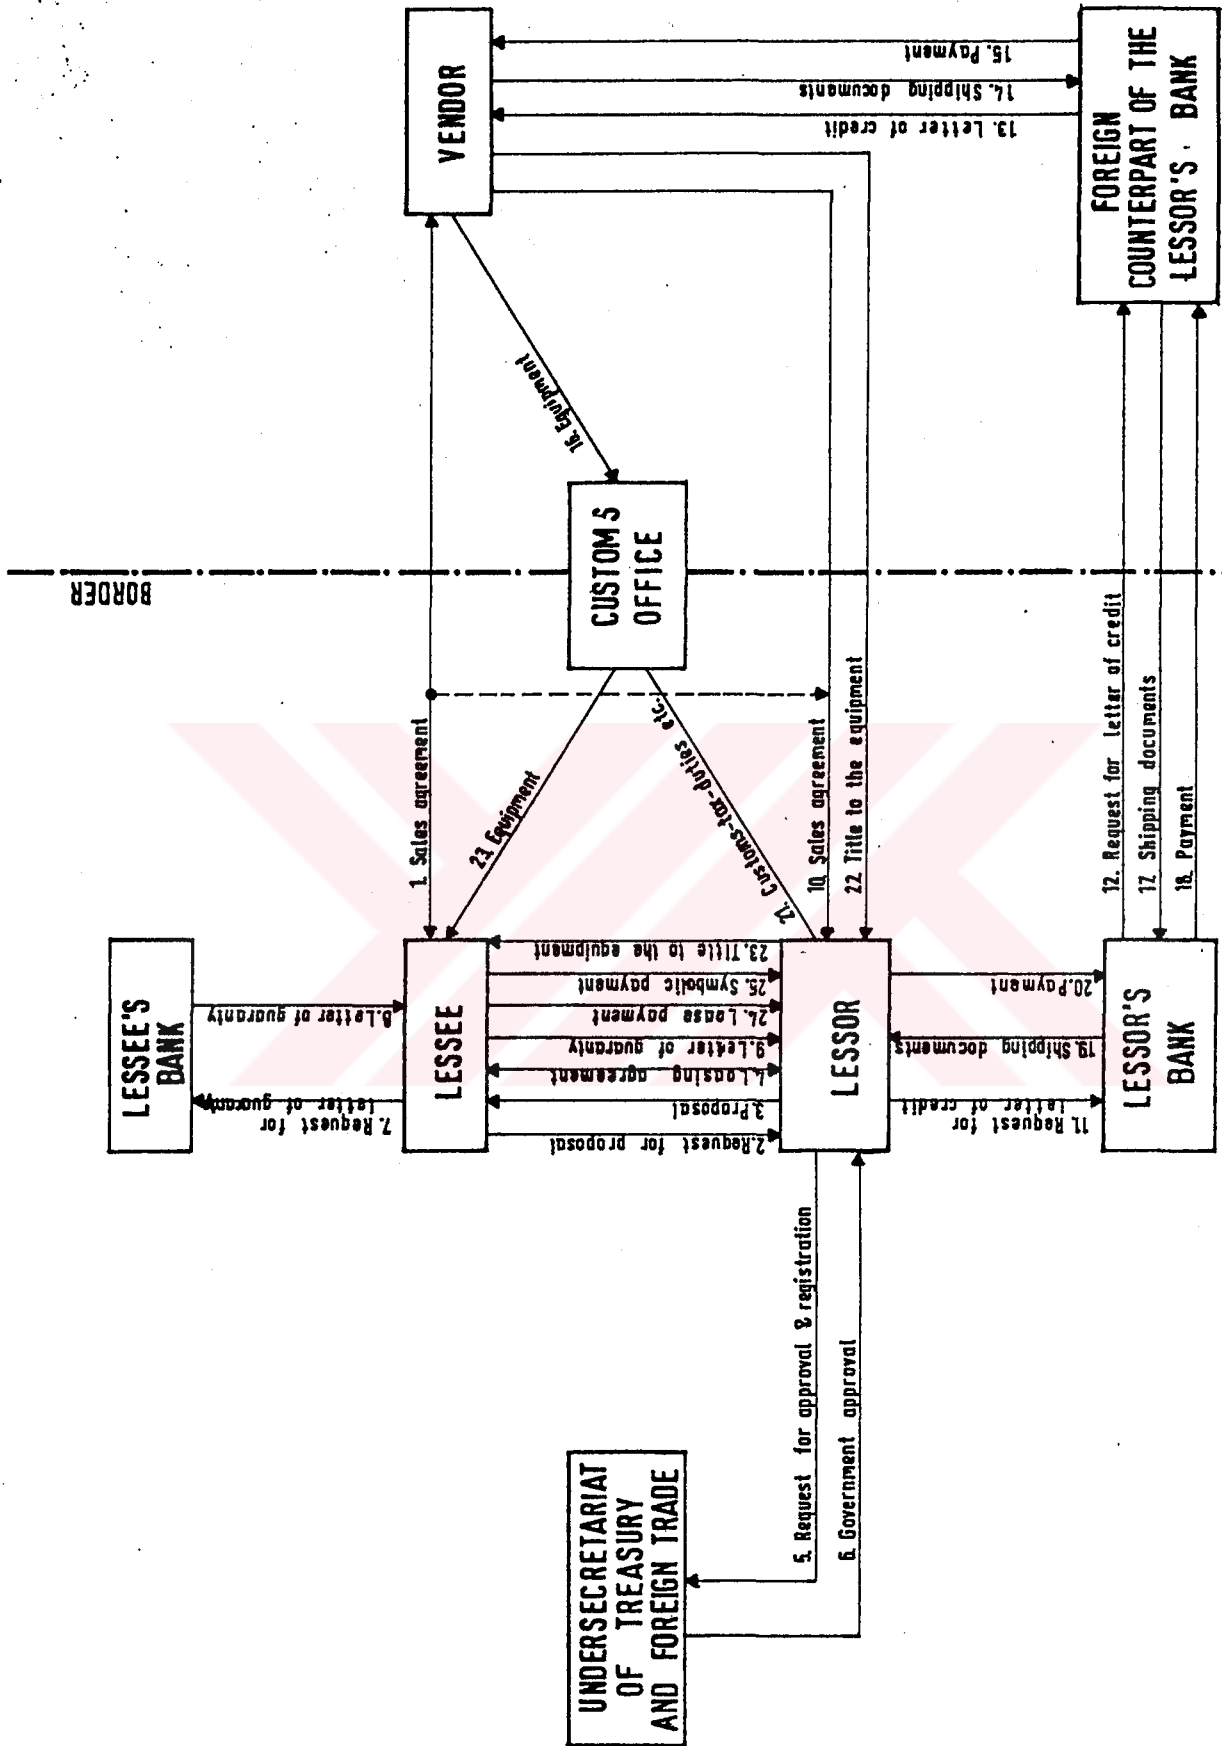 BORDER
LESSEE'S
BANK
7. Request for
letter of guaranty
8. Letter of guaranty
LESSEE
1. Sales agreement
VENDOR
16. Equipment
CUSTOMS
OFFICE
23. Equipment
21. Customs-tax-duties etc.
UNDERSECRETARIAT
OF TREASURY
AND FOREIGN TRADE
5. Request for approval & registration
6. Government approval
2. Request for proposal
3. Proposal
4. Leasing agreement
9. Letter of guaranty
24. Lease payment
25. Symbolic payment
23. Title to the equipment
LESSOR
10. Sales agreement
22. Title to the equipment
11. Request for
letter of credit
19. Shipping documents
20. Payment
LESSOR'S
BANK
12. Request for letter of credit
17. Shipping documents
18. Payment
13. Letter of credit
14. Shipping documents
15. Payment
FOREIGN
COUNTERPART OF THE
LESSOR'S BANK